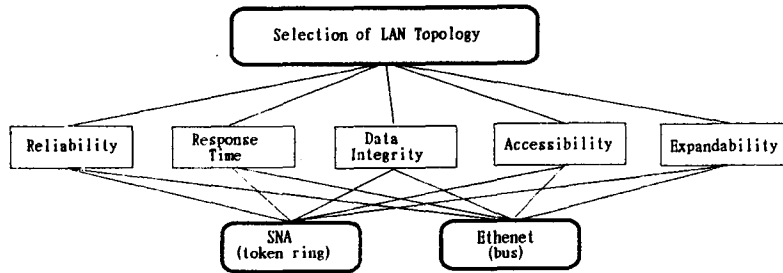 Selection of LAN Topology
Reliability
Response
Time
Data
Integrity
Accessibility
Expandability
SNA
(token ring)
Ethenet
(bus)